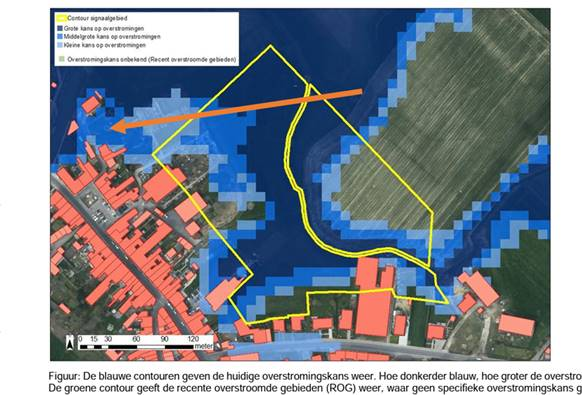 Contour signaalgebied
Grote kans op overstromingen
Middelgrote kans op overstromingen
Kleine kans op overstromingen
Overstromingskans onbekend (Recent overstroomde gebieden)
N
0 15 30 60 90 120
meter
Figuur: De blauwe contouren geven de huidige overstromingskans weer. Hoe donkerder blauw, hoe groter de overstro
De groene contour geeft de recente overstroomde gebieden (ROG) weer, waar geen specifieke overstromingskans g